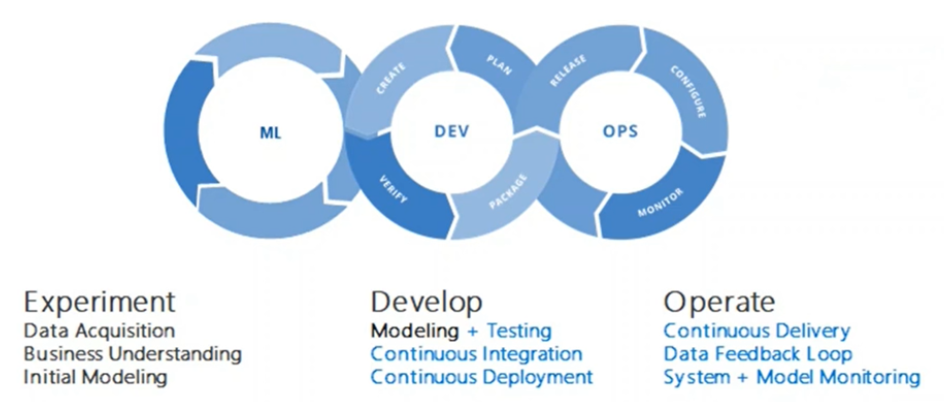 ML
DEV
OPS
CREATE
PLAN
VERIFY
PACKAGE
RELEASE
CONFIGURE
MONITOR
Experiment
Data Acquisition
Business Understanding
Initial Modeling
Develop
Modeling + Testing
Continuous Integration
Continuous Deployment
Operate
Continuous Delivery
Data Feedback Loop
System + Model Monitoring